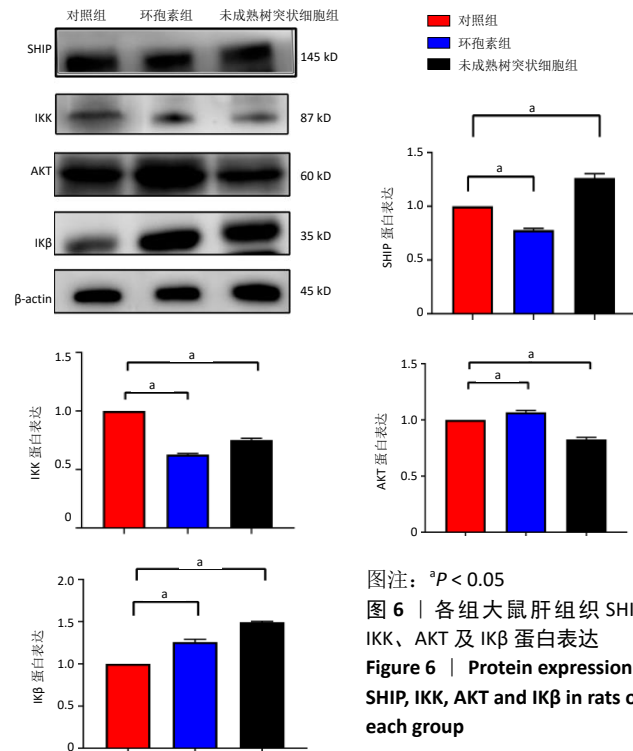 对照组 环孢素组 未成熟树突状细胞组
SHIP 145 kD
IKK 87 kD
AKT 60 kD
IKβ 35 kD
β-actin 45 kD
对照组
环孢素组
未成熟树突状细胞组
a
a
1.5
1.0
0.5
0
SHIP 蛋白表达
a
a
1.5
1.0
0.5
0
IKK 蛋白表达
a
a
1.5
1.0
0.5
0
AKT 蛋白表达
a
a
2.0
1.5
1.0
0.5
0
IKβ 蛋白表达
图注：ᵃP < 0.05
图 6 ｜ 各组大鼠肝组织 SHI
IKK、AKT 及 IKβ 蛋白表达
Figure 6 ｜ Protein expression
SHIP, IKK, AKT and IKβ in rats o
each group